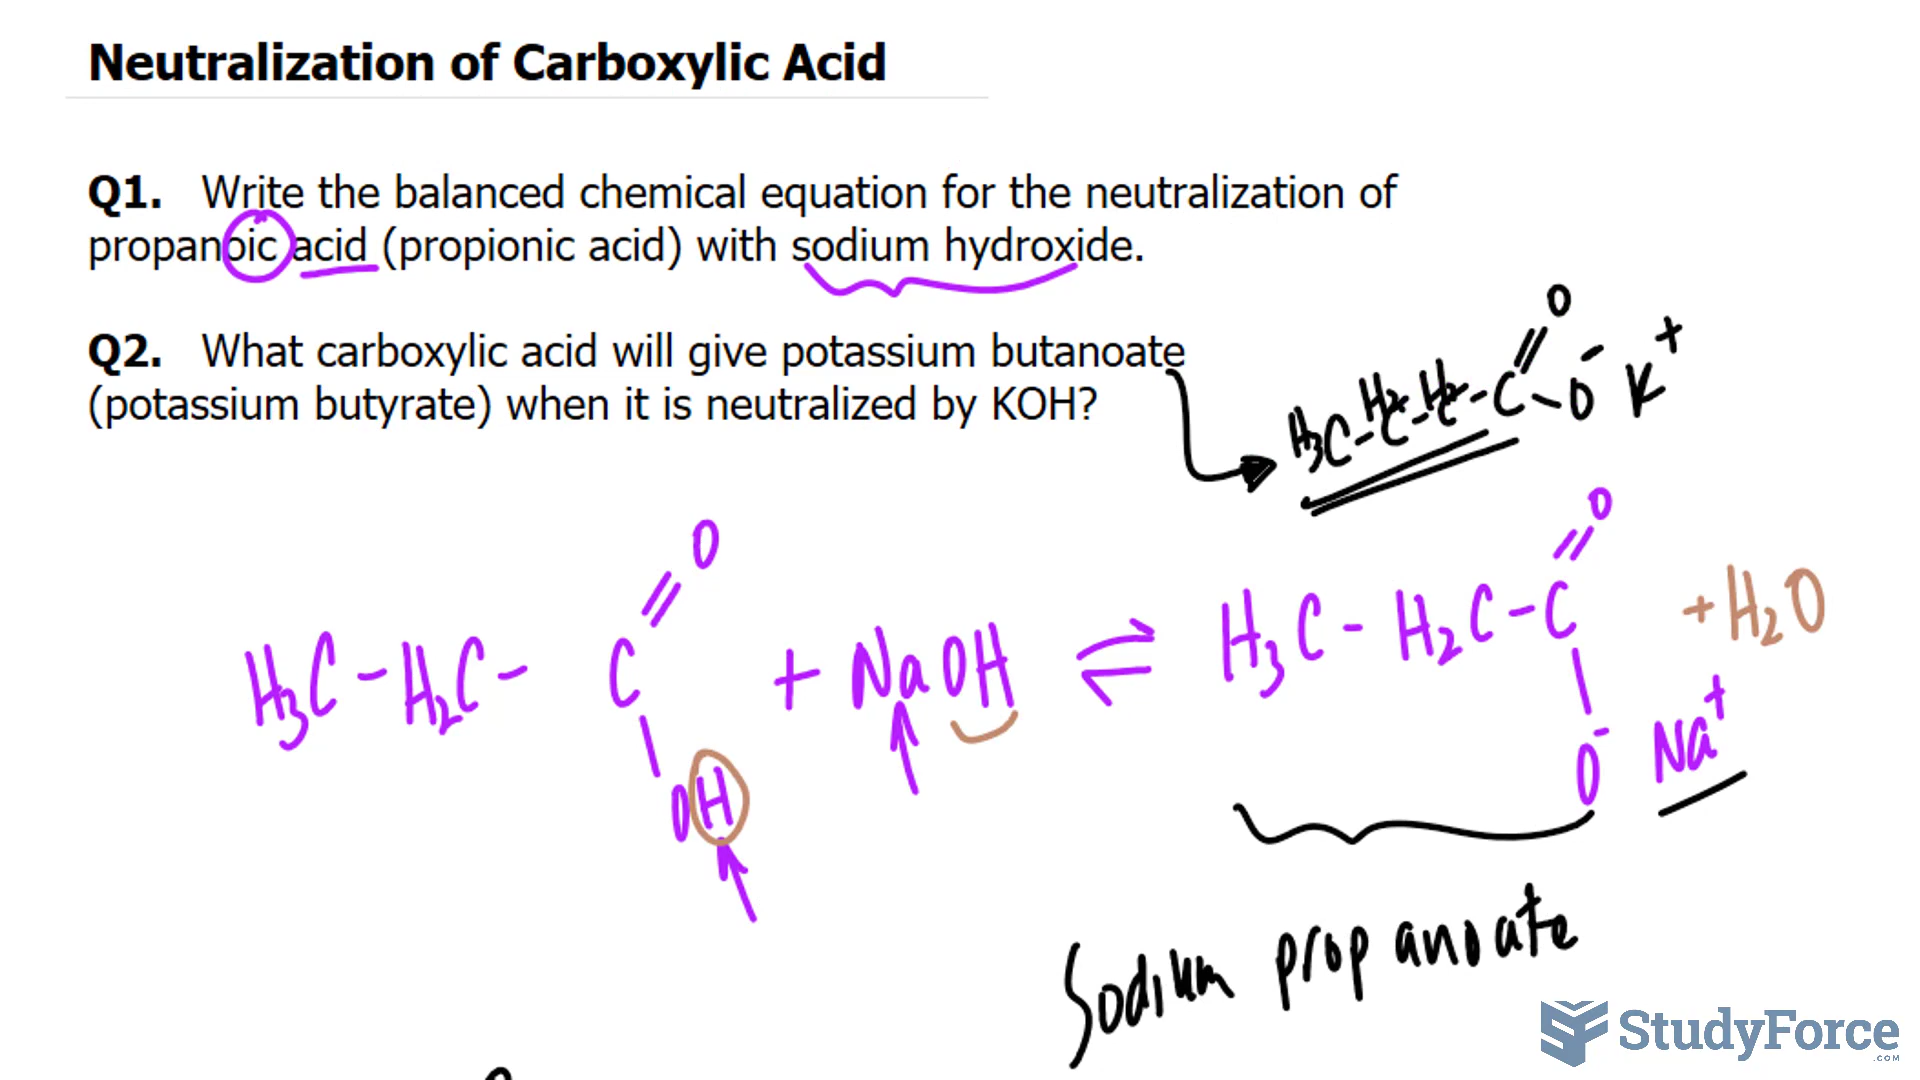 Neutralization of Carboxylic Acid
Q1. Write the balanced chemical equation for the neutralization of
propanoic acid (propionic acid) with sodium hydroxide.
Q2. What carboxylic acid will give potassium butanoate
(potassium butyrate) when it is neutralized by KOH?
O
H₃C-H₂C-H₂C-C-O⁻ K⁺
O O
H₃C-H₂C-C + NaOH ⇌ H₃C-H₂C-C + H₂O
OH O⁻ Na⁺
Sodium propanoate
StudyForce
.COM